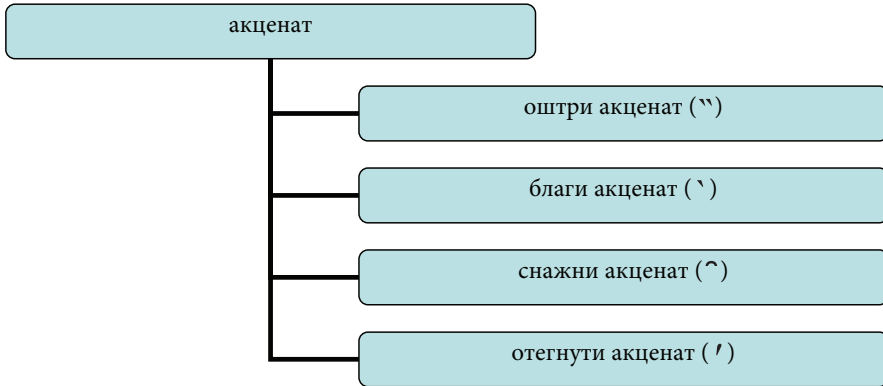 акценат
оштри акценат (‶)
благи акценат (‵)
снажни акценат (⌢)
отегнути акценат (′)